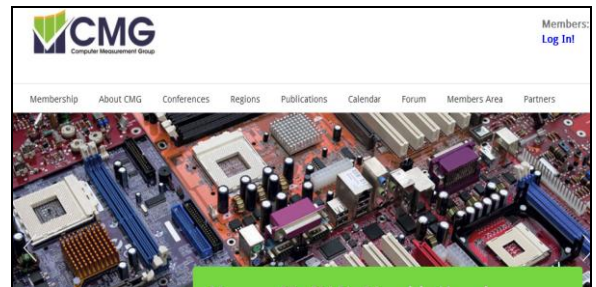 CMG
Computer Measurement Group
Members:
Log In!
Membership About CMG Conferences Regions Publications Calendar Forum Members Area Partners